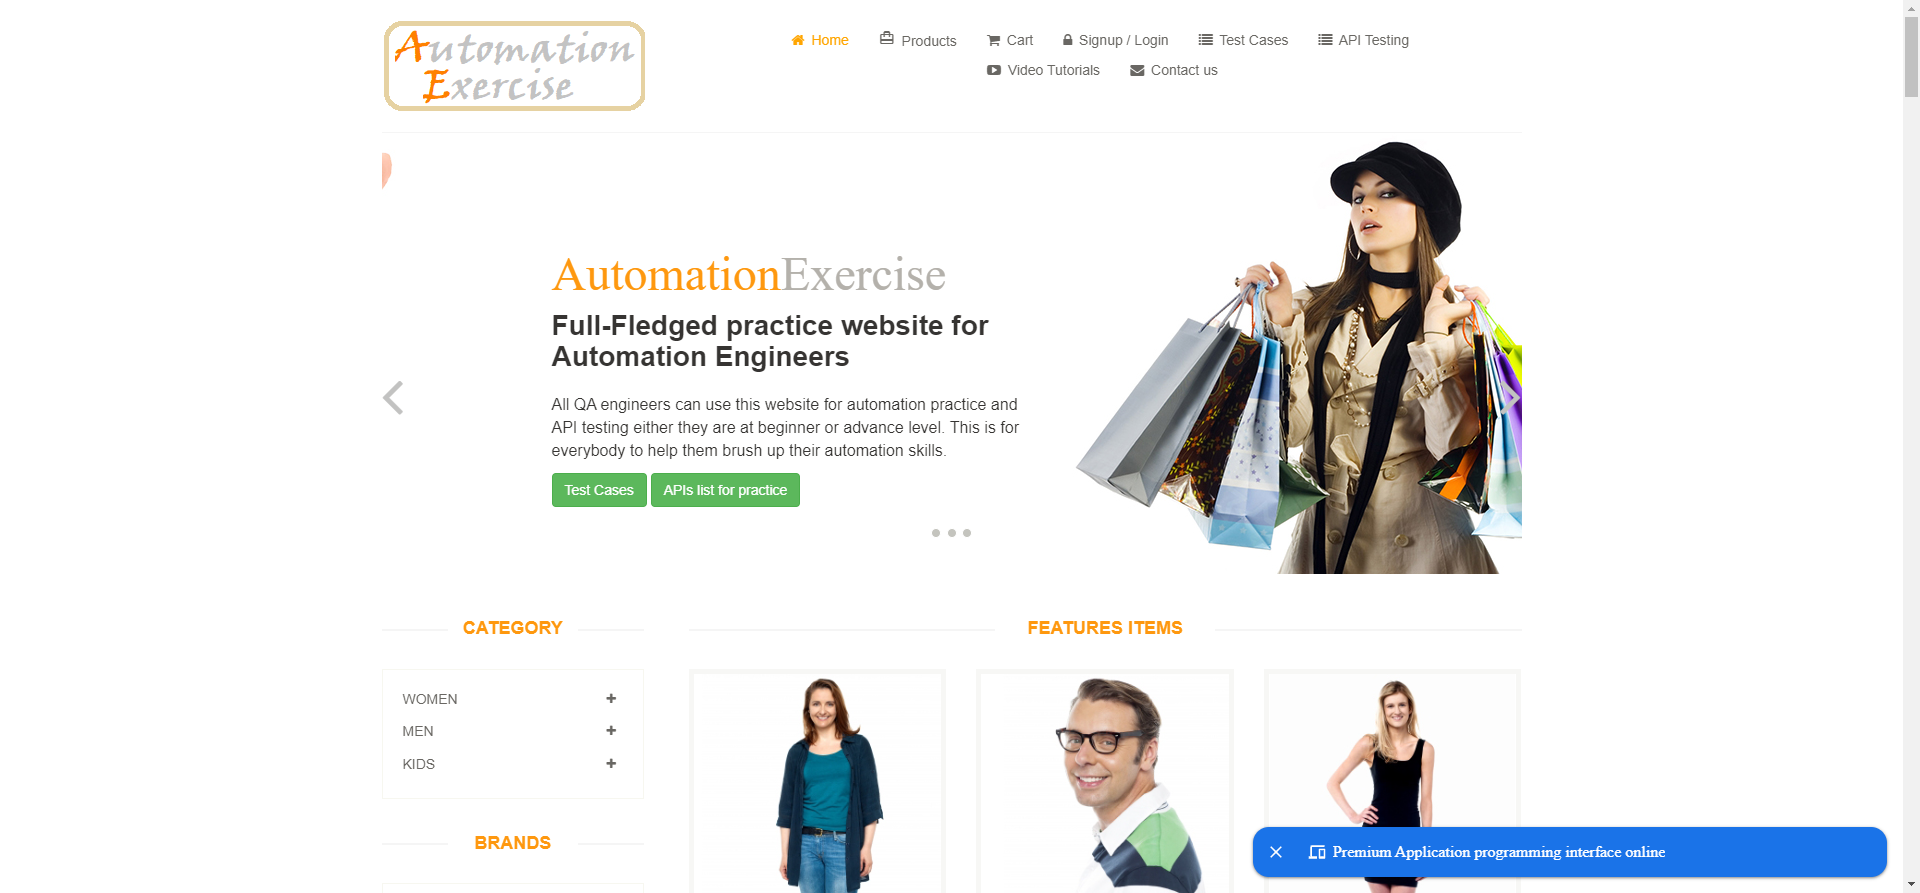 Automation
Exercise
Home
Products
Cart
Signup / Login
Test Cases
API Testing
Video Tutorials
Contact us
AutomationExercise
Full-Fledged practice website for
Automation Engineers
All QA engineers can use this website for automation practice and
API testing either they are at beginner or advance level. This is for
everybody to help them brush up their automation skills.
Test Cases
APIs list for practice
CATEGORY
WOMEN
MEN
KIDS
BRANDS
FEATURES ITEMS
Premium Application programming interface online